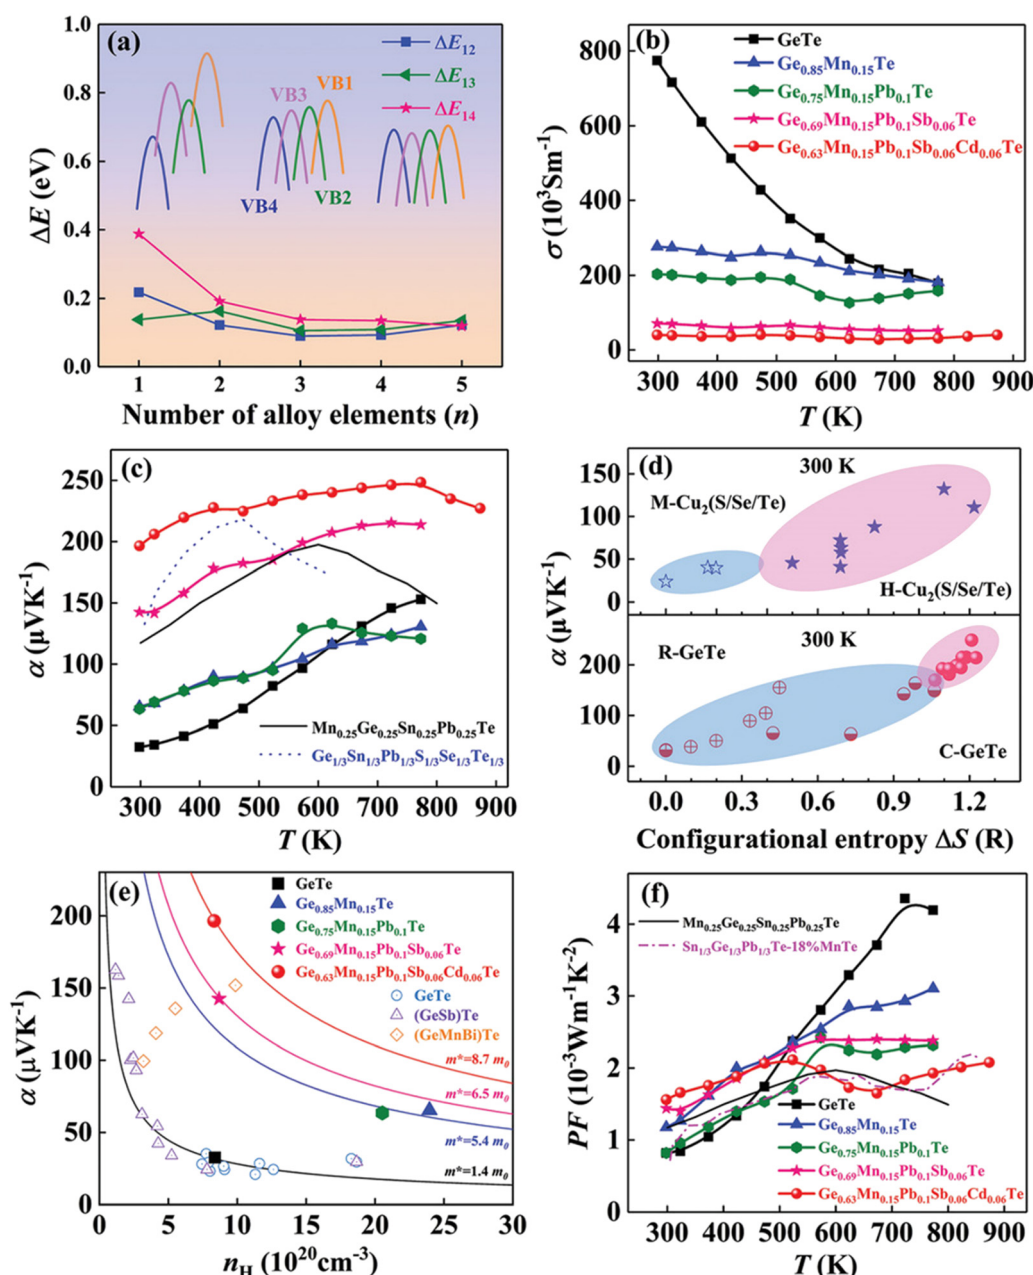 (a)
ΔE12
ΔE13
ΔE14
VB3
VB1
VB4
VB2
1.0
0.8
0.6
0.4
0.2
0.0
ΔE (eV)
1 2 3 4 5
Number of alloy elements (n)
(b)
GeTe
Ge0.85Mn0.15Te
Ge0.75Mn0.15Pb0.1Te
Ge0.69Mn0.15Pb0.1Sb0.06Te
Ge0.63Mn0.15Pb0.1Sb0.06Cd0.06Te
800
600
400
200
0
σ (10³Sm⁻¹)
300 400 500 600 700 800 900
T (K)
(c)
250
200
150
100
50
0
α (μVK⁻¹)
Mn0.25Ge0.25Sn0.25Pb0.25Te
Ge1/3Sn1/3Pb1/3S1/3Se1/3Te1/3
300 400 500 600 700 800 900
T (K)
(d)
300 K
M-Cu2(S/Se/Te)
H-Cu2(S/Se/Te)
150
100
50
0
α (μVK⁻¹)
300 K
R-GeTe
C-GeTe
200
100
0
0.0 0.3 0.6 0.9 1.2
Configurational entropy ΔS (R)
(e)
GeTe
Ge0.85Mn0.15Te
Ge0.75Mn0.15Pb0.1Te
Ge0.69Mn0.15Pb0.1Sb0.06Te
Ge0.63Mn0.15Pb0.1Sb0.06Cd0.06Te
GeTe
(GeSb)Te
(GeMnBi)Te
m*=8.7 m0
m*=6.5 m0
m*=5.4 m0
m*=1.4 m0
200
150
100
50
0
α (μVK⁻¹)
0 5 10 15 20 25 30
nH (10²⁰cm⁻³)
(f)
Mn0.25Ge0.25Sn0.25Pb0.25Te
Sn1/3Ge1/3Pb1/3Te-18%MnTe
4
3
2
1
0
PF (10⁻³Wm⁻¹K⁻²)
GeTe
Ge0.85Mn0.15Te
Ge0.75Mn0.15Pb0.1Te
Ge0.69Mn0.15Pb0.1Sb0.06Te
Ge0.63Mn0.15Pb0.1Sb0.06Cd0.06Te
300 400 500 600 700 800 900
T (K)